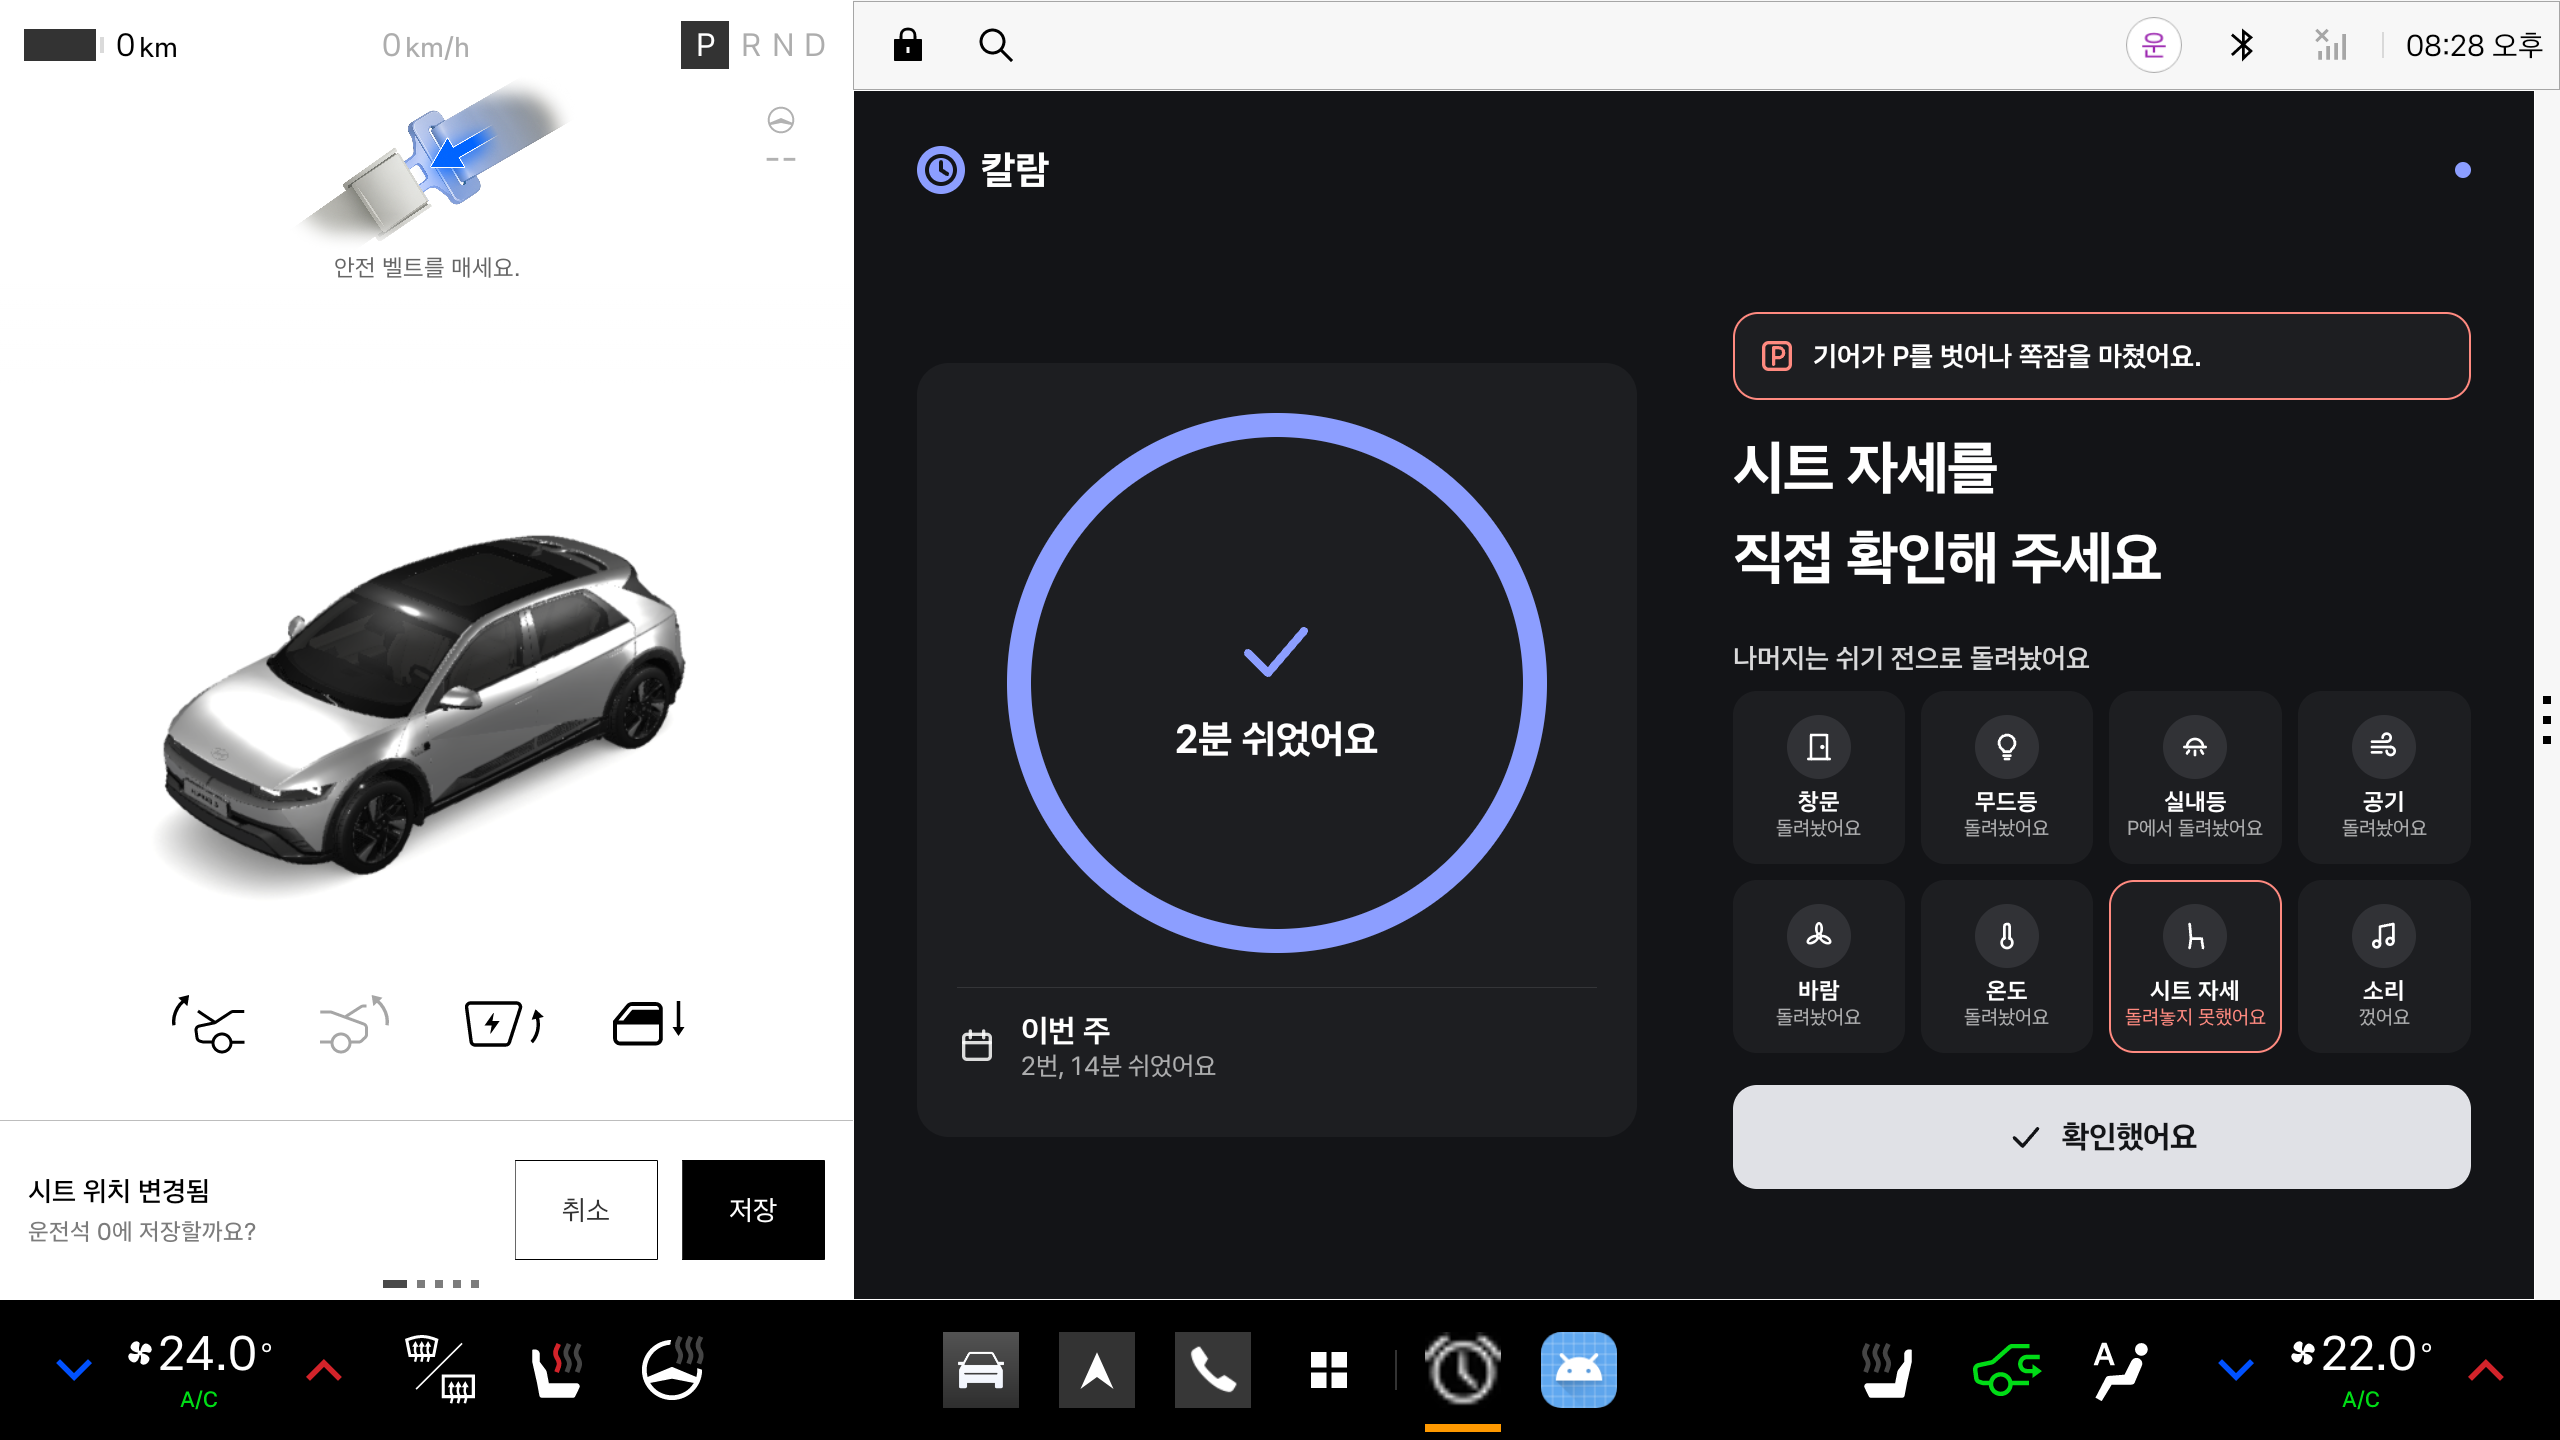 0 km
0 km/h
P R N D
08:28 오후
운
안전 벨트를 매세요.
시트 위치 변경됨
운전석 0에 저장할까요?
취소
저장
칼람
2분 쉬었어요
이번 주
2번, 14분 쉬었어요
P 기어가 P를 벗어나 쪽잠을 마쳤어요.
시트 자세를
직접 확인해 주세요
나머지는 쉬기 전으로 돌려놨어요
창문
돌려놨어요
무드등
돌려놨어요
실내등
P에서 돌려놨어요
공기
돌려놨어요
바람
돌려놨어요
온도
돌려놨어요
시트 자세
돌려놓지 못했어요
소리
껐어요
확인했어요
24.0°
A/C
A
22.0°
A/C